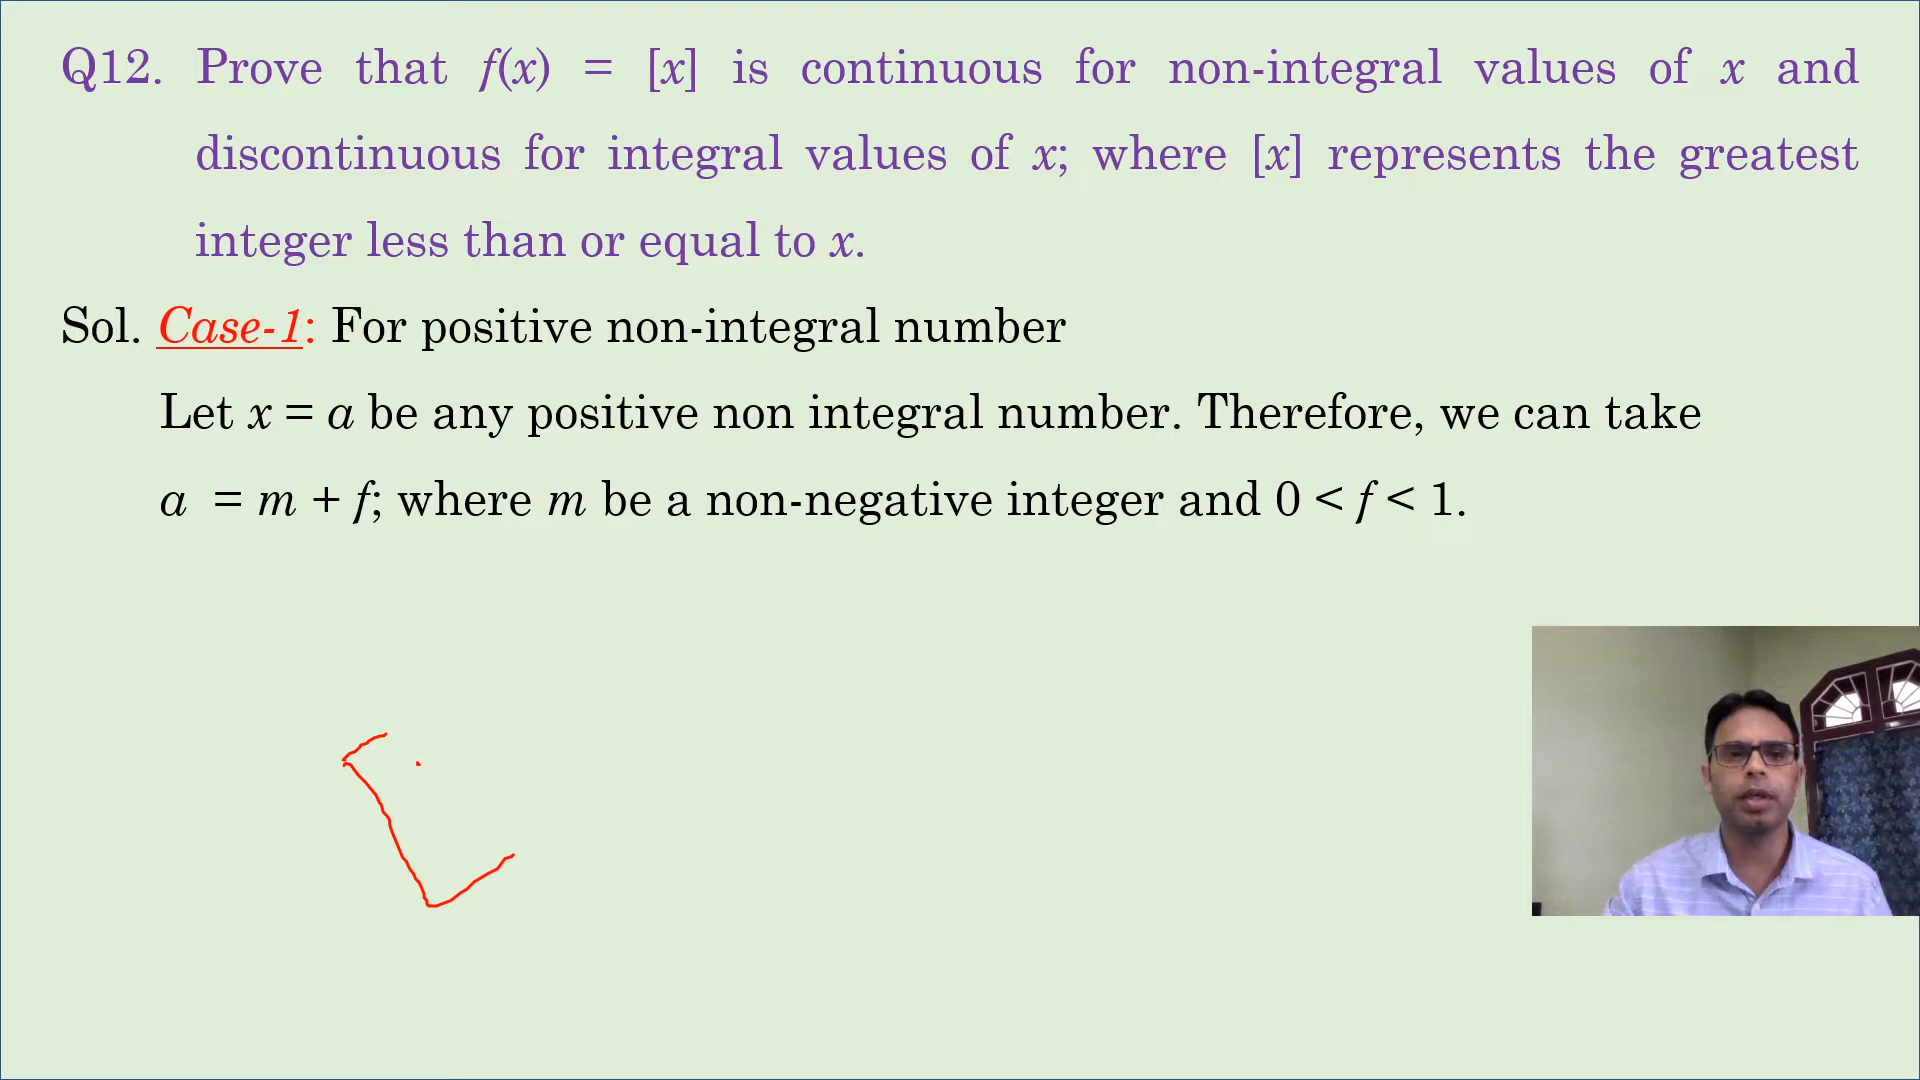 Q12. Prove that f(x) = [x] is continuous for non-integral values of x and
discontinuous for integral values of x; where [x] represents the greatest
integer less than or equal to x.
Sol. Case-1: For positive non-integral number
Let x = a be any positive non integral number. Therefore, we can take
a = m + f; where m be a non-negative integer and 0 < f < 1.